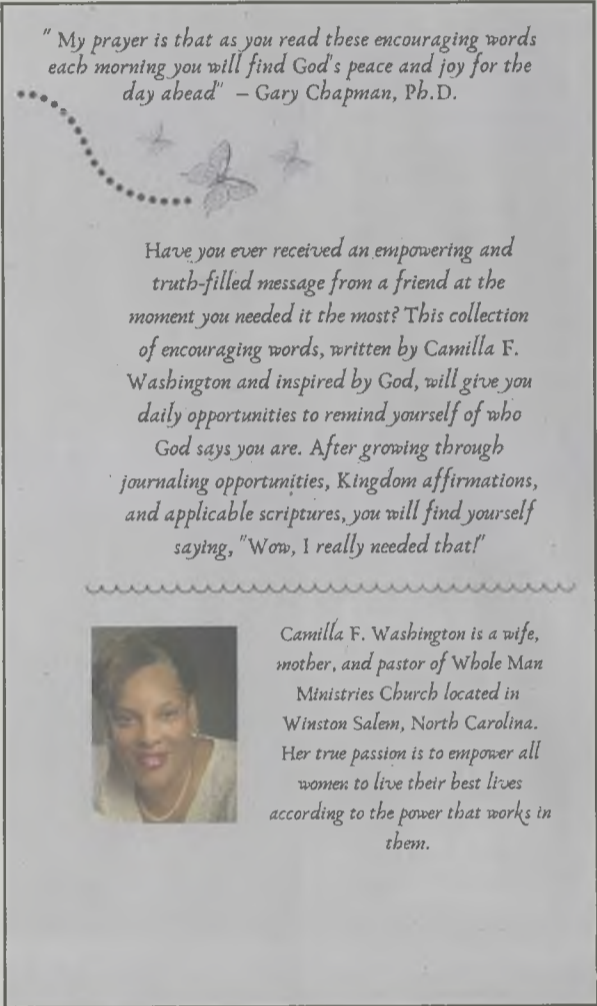 " My prayer is that as you read these encouraging words
each morning you will find God's peace and joy for the
day ahead" – Gary Chapman, Ph.D.
Have you ever received an empowering and
truth-filled message from a friend at the
moment you needed it the most? This collection
of encouraging words, written by Camilla F.
Washington and inspired by God, will give you
daily opportunities to remind yourself of who
God says you are. After growing through
journaling opportunities, Kingdom affirmations,
and applicable scriptures, you will find yourself
saying, "Wow, I really needed that!"
Camilla F. Washington is a wife,
mother, and pastor of Whole Man
Ministries Church located in
Winston Salem, North Carolina.
Her true passion is to empower all
women to live their best lives
according to the power that works in
them.